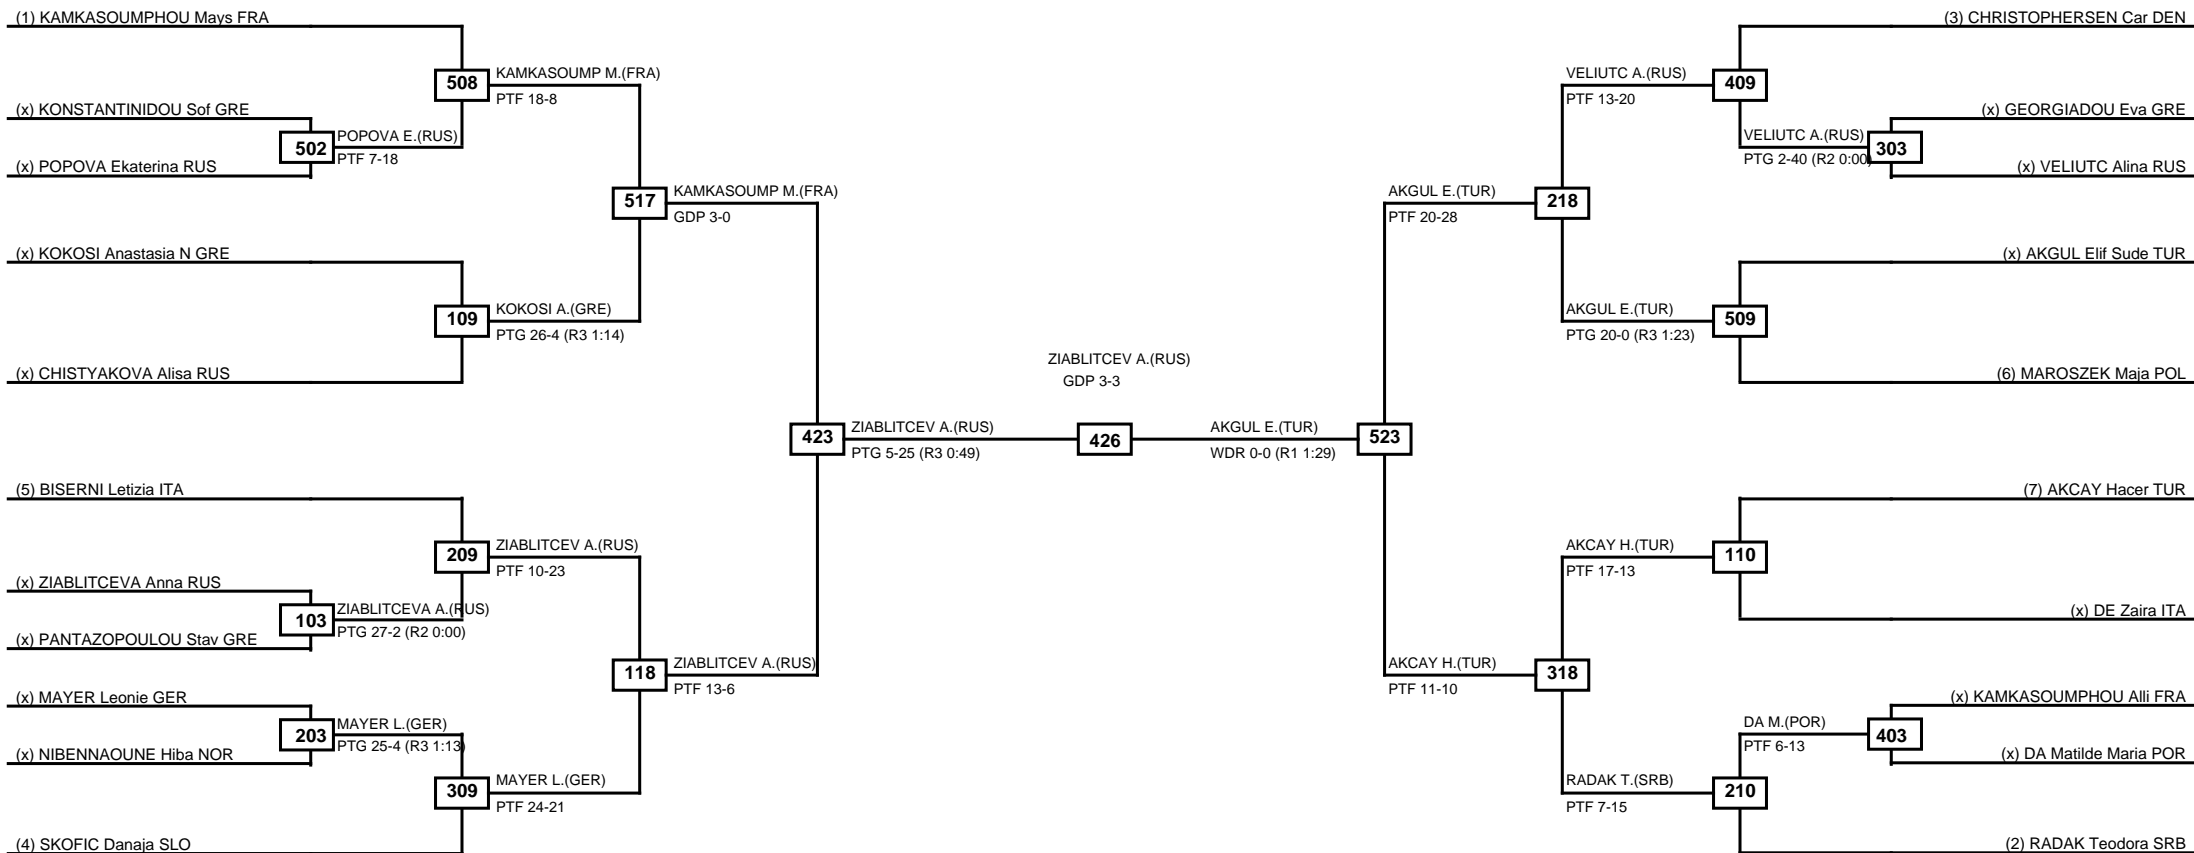 (1) KAMKASOUMPHOU Mays FRA
508
KAMKASOUMP M.(FRA)
PTF 18-8
(x) KONSTANTINIDOU Sof GRE
502
POPOVA E.(RUS)
PTF 7-18
(x) POPOVA Ekaterina RUS
517
KAMKASOUMP M.(FRA)
GDP 3-0
(x) KOKOSI Anastasia N GRE
109
KOKOSI A.(GRE)
PTG 26-4 (R3 1:14)
(x) CHISTYAKOVA Alisa RUS
423
ZIABLITCEV A.(RUS)
PTG 5-25 (R3 0:49)
(5) BISERNI Letizia ITA
209
ZIABLITCEV A.(RUS)
PTF 10-23
(x) ZIABLITCEVA Anna RUS
103
ZIABLITCEVA A.(RUS)
PTG 27-2 (R2 0:00)
(x) PANTAZOPOULOU Stav GRE
118
ZIABLITCEV A.(RUS)
PTF 13-6
(x) MAYER Leonie GER
203
MAYER L.(GER)
PTG 25-4 (R3 1:13)
(x) NIBENNAOUNE Hiba NOR
309
MAYER L.(GER)
PTF 24-21
(4) SKOFIC Danaja SLO
ZIABLITCEV A.(RUS)
GDP 3-3
426
(3) CHRISTOPHERSEN Car DEN
VELIUTC A.(RUS)
PTF 13-20
409
(x) GEORGIADOU Eva GRE
VELIUTC A.(RUS)
PTG 2-40 (R2 0:00)
303
(x) VELIUTC Alina RUS
AKGUL E.(TUR)
PTF 20-28
218
(x) AKGUL Elif Sude TUR
AKGUL E.(TUR)
PTG 20-0 (R3 1:23)
509
(6) MAROSZEK Maja POL
AKGUL E.(TUR)
WDR 0-0 (R1 1:29)
523
(7) AKCAY Hacer TUR
AKCAY H.(TUR)
PTF 17-13
110
(x) DE Zaira ITA
AKCAY H.(TUR)
PTF 11-10
318
(x) KAMKASOUMPHOU Alli FRA
DA M.(POR)
PTF 6-13
403
(x) DA Matilde Maria POR
RADAK T.(SRB)
PTF 7-15
210
(2) RADAK Teodora SRB